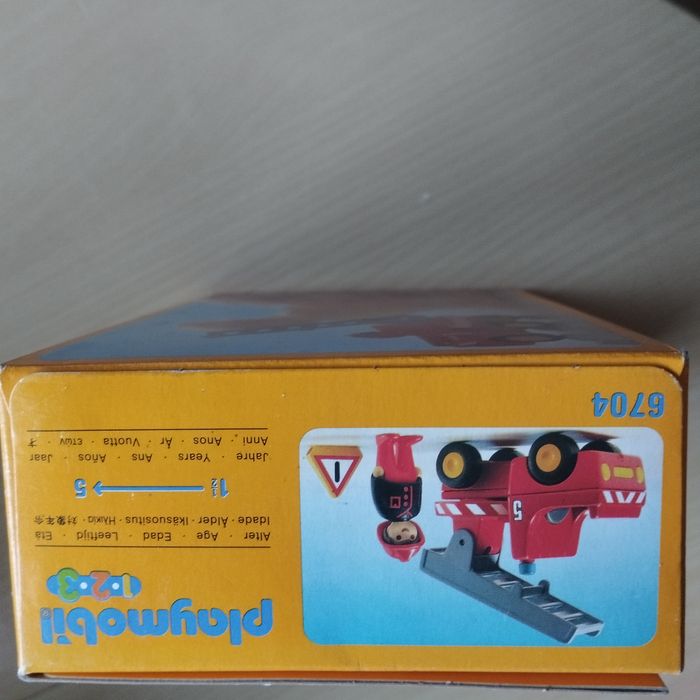 playmobil®
1·2·3
Alter · Age · Edad · Leeftijd · Età
Idade · Ålder · Ikäsuositus · Ηλικία · 対象年令
1½ → 5
Jahre · Years · Ans · Años · Jaar
Anni · Anos · År · Vuotta · ετών · 才
5
6704